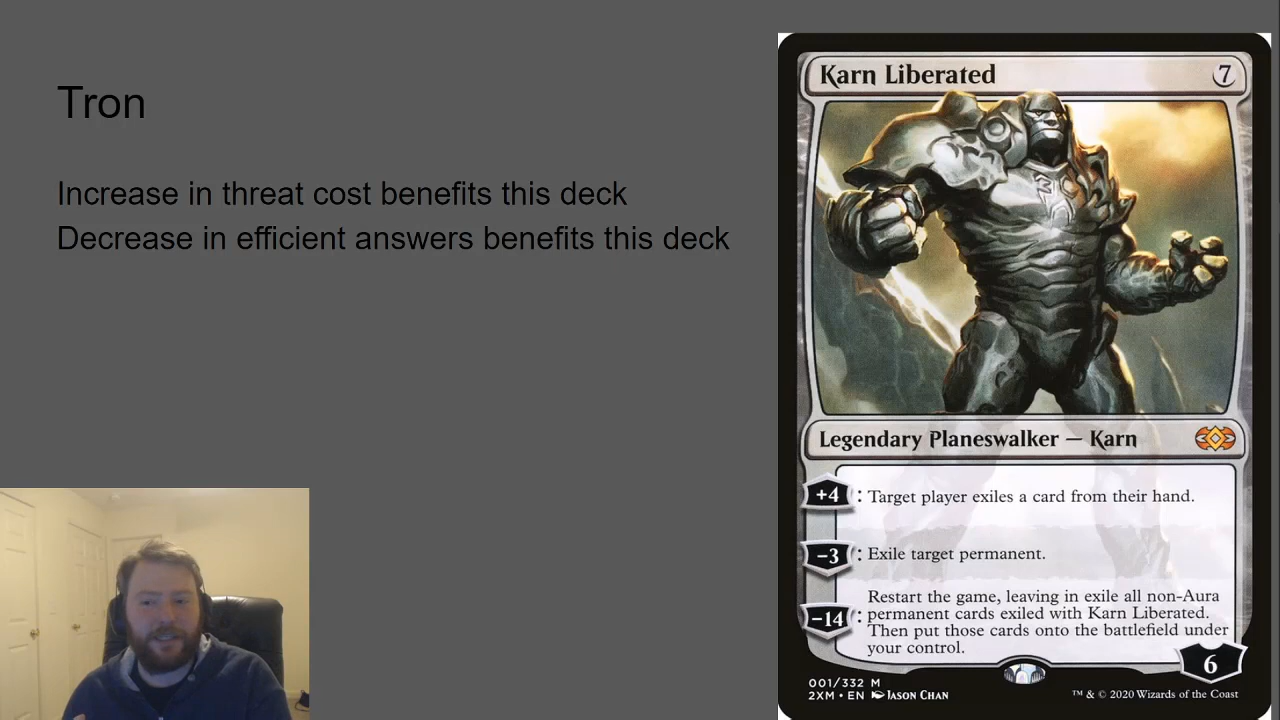 Tron
Increase in threat cost benefits this deck
Decrease in efficient answers benefits this deck
Karn Liberated 7
Legendary Planeswalker — Karn
+4 : Target player exiles a card from their hand.
−3 : Exile target permanent.
Restart the game, leaving in exile all non-Aura
−14 : permanent cards exiled with Karn Liberated.
Then put those cards onto the battlefield under
your control.
6
001/332 M
2XM • EN Jason Chan
™ & © 2020 Wizards of the Coast